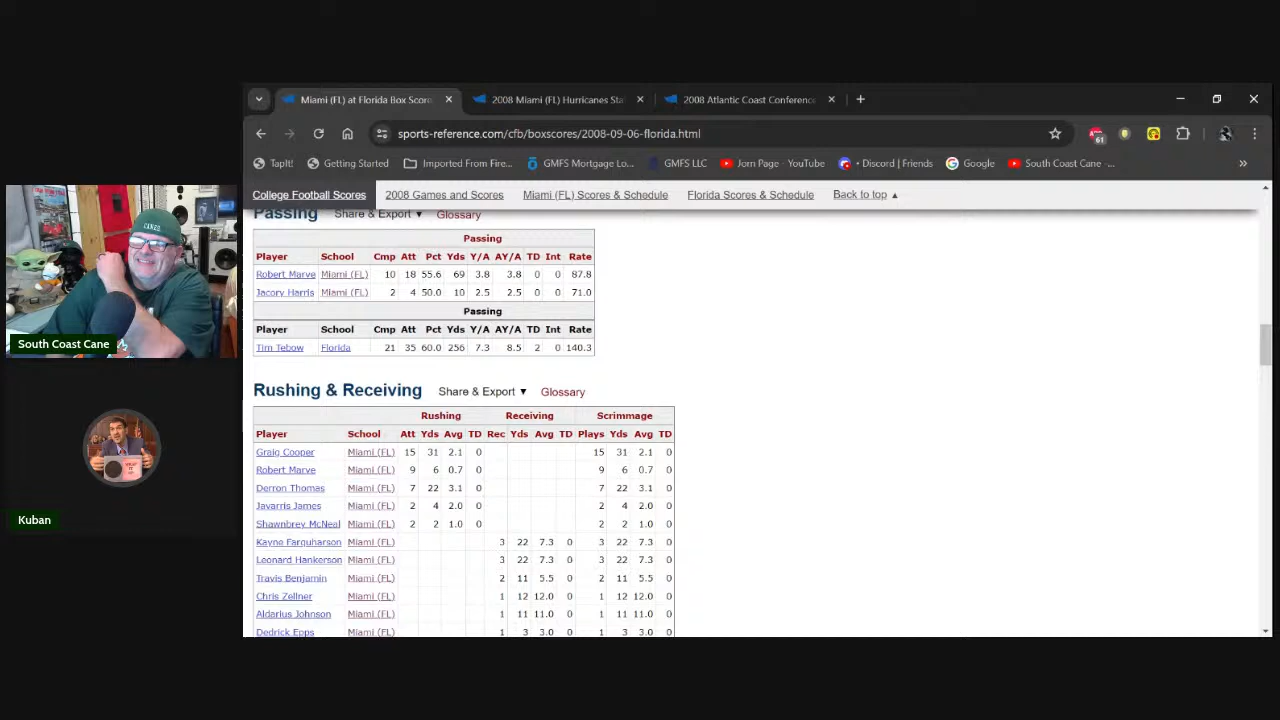 Miami (FL) at Florida Box Score
2008 Miami (FL) Hurricanes Sta
2008 Atlantic Coast Conference
sports-reference.com/cfb/boxscores/2008-09-06-florida.html
61
TapIt!
Getting Started
Imported From Fire...
GMFS Mortgage Lo...
GMFS LLC
Jorn Page - YouTube
Discord | Friends
Google
South Coast Cane -...
»
College Football Scores
2008 Games and Scores
Miami (FL) Scores & Schedule
Florida Scores & Schedule
Back to top ▲
Passing Share & Export ▼ Glossary
Passing
Player School Cmp Att Pct Yds Y/A AY/A TD Int Rate
Robert Marve Miami (FL) 10 18 55.6 69 3.8 3.8 0 0 87.8
Jacory Harris Miami (FL) 2 4 50.0 10 2.5 2.5 0 0 71.0
Passing
Player School Cmp Att Pct Yds Y/A AY/A TD Int Rate
Tim Tebow Florida 21 35 60.0 256 7.3 8.5 2 0 140.3
Rushing & Receiving Share & Export ▼ Glossary
Rushing Receiving Scrimmage
Player School Att Yds Avg TD Rec Yds Avg TD Plays Yds Avg TD
Graig Cooper Miami (FL) 15 31 2.1 0 15 31 2.1 0
Robert Marve Miami (FL) 9 6 0.7 0 9 6 0.7 0
Derron Thomas Miami (FL) 7 22 3.1 0 7 22 3.1 0
Javarris James Miami (FL) 2 4 2.0 0 2 4 2.0 0
Shawnbrey McNeal Miami (FL) 2 2 1.0 0 2 2 1.0 0
Kayne Farquharson Miami (FL) 3 22 7.3 0 3 22 7.3 0
Leonard Hankerson Miami (FL) 3 22 7.3 0 3 22 7.3 0
Travis Benjamin Miami (FL) 2 11 5.5 0 2 11 5.5 0
Chris Zellner Miami (FL) 1 12 12.0 0 1 12 12.0 0
Aldarius Johnson Miami (FL) 1 11 11.0 0 1 11 11.0 0
Dedrick Epps Miami (FL) 1 3 3.0 0 1 3 3.0 0
CANES
South Coast Cane
Kuban